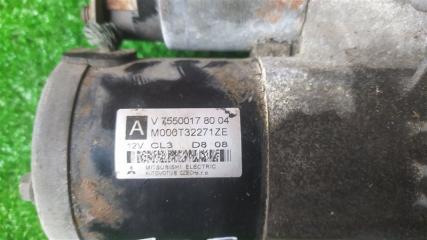 A
V 7550017 80 04
M000T32271ZE
12V CL3 D8 08
MITSUBISHI ELECTRIC
AUTOMOTIVE CZECH s.r.o.